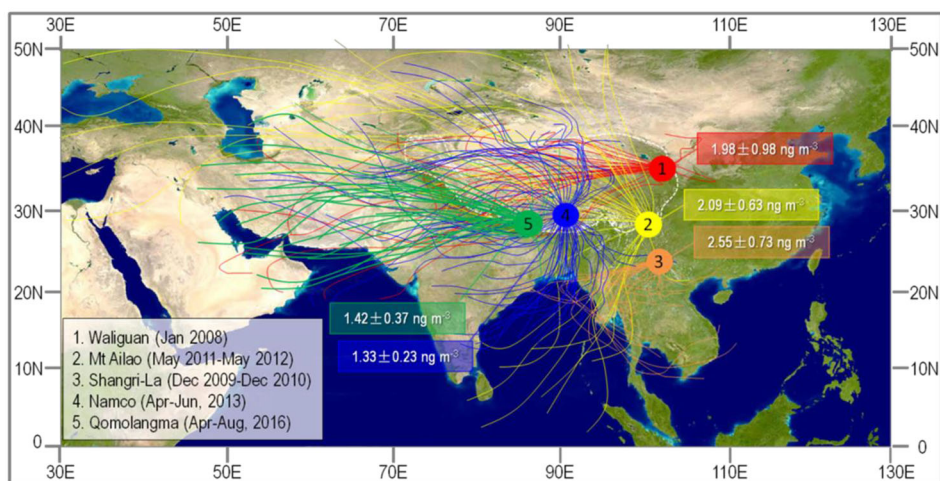 30E 50E 70E 90E 110E 130E
50N 50N
40N 40N
1.98±0.98 ng m-3
1
30N 30N
2.09±0.63 ng m-3
5 4 2
2.55±0.73 ng m-3
3
20N 20N
1.42±0.37 ng m-3
1.33±0.23 ng m-3
10N 10N
1. Waliguan (Jan 2008)
2. Mt Ailao (May 2011-May 2012)
3. Shangri-La (Dec 2009-Dec 2010)
4. Namco (Apr-Jun, 2013)
5. Qomolangma (Apr-Aug, 2016)
0 0
30E 50E 70E 90E 110E 130E